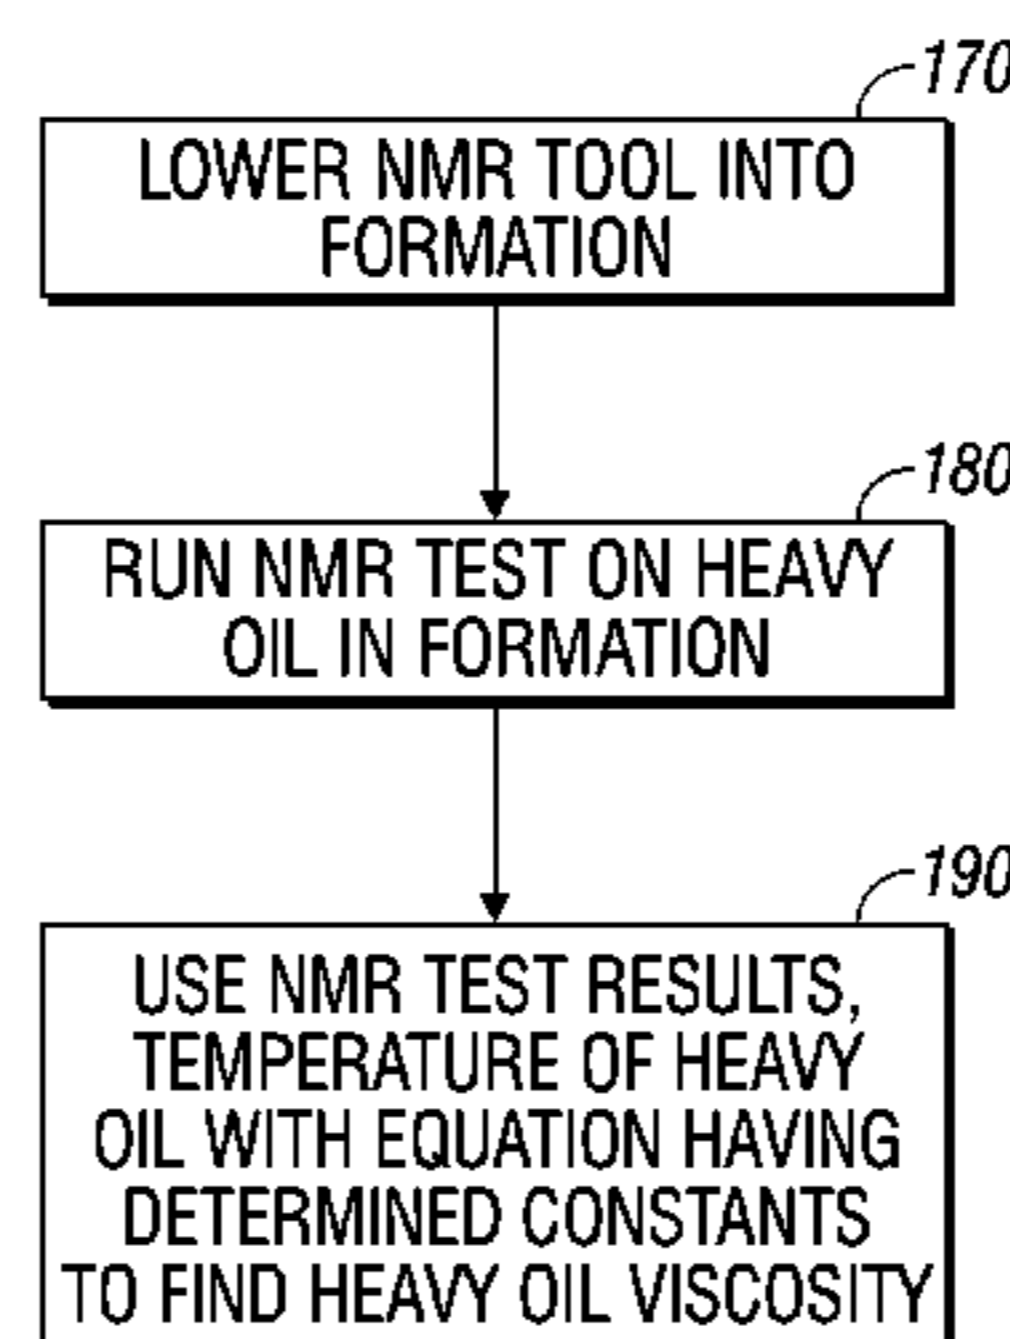 170
LOWER NMR TOOL INTO
FORMATION
180
RUN NMR TEST ON HEAVY
OIL IN FORMATION
190
USE NMR TEST RESULTS,
TEMPERATURE OF HEAVY
OIL WITH EQUATION HAVING
DETERMINED CONSTANTS
TO FIND HEAVY OIL VISCOSITY